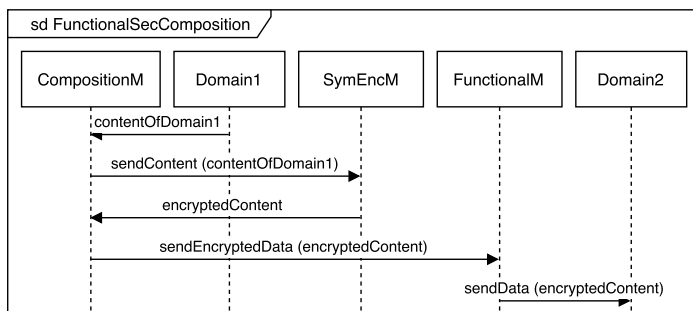 sd FunctionalSecComposition
CompositionM
Domain1
SymEncM
FunctionalM
Domain2
contentOfDomain1
sendContent (contentOfDomain1)
encryptedContent
sendEncryptedData (encryptedContent)
sendData (encryptedContent)